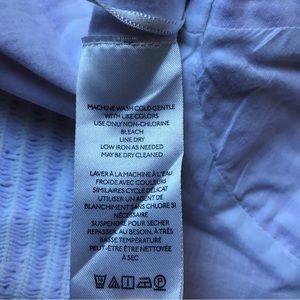 MACHINE WASH COLD-GENTLE
WITH LIKE COLORS
USE ONLY NON-CHLORINE
BLEACH
LINE DRY
LOW IRON AS NEEDED
MAY BE DRY CLEANED
LAVER À LA MACHINE À L'EAU
FROIDE AVEC COULEURS
SIMILAIRES CYCLE DELICAT
UTILISER UN AGENT DE
BLANCHIMENT SANS CHLORE SI
NÉCESSAIRE
SUSPENDRE POUR SÉCHER
REPASSER AU BESOIN, À TRÈS
BASSE TEMPÉRATURE
PEUT-ÊTRE ÊTRE NETTOYÉE
À SEC